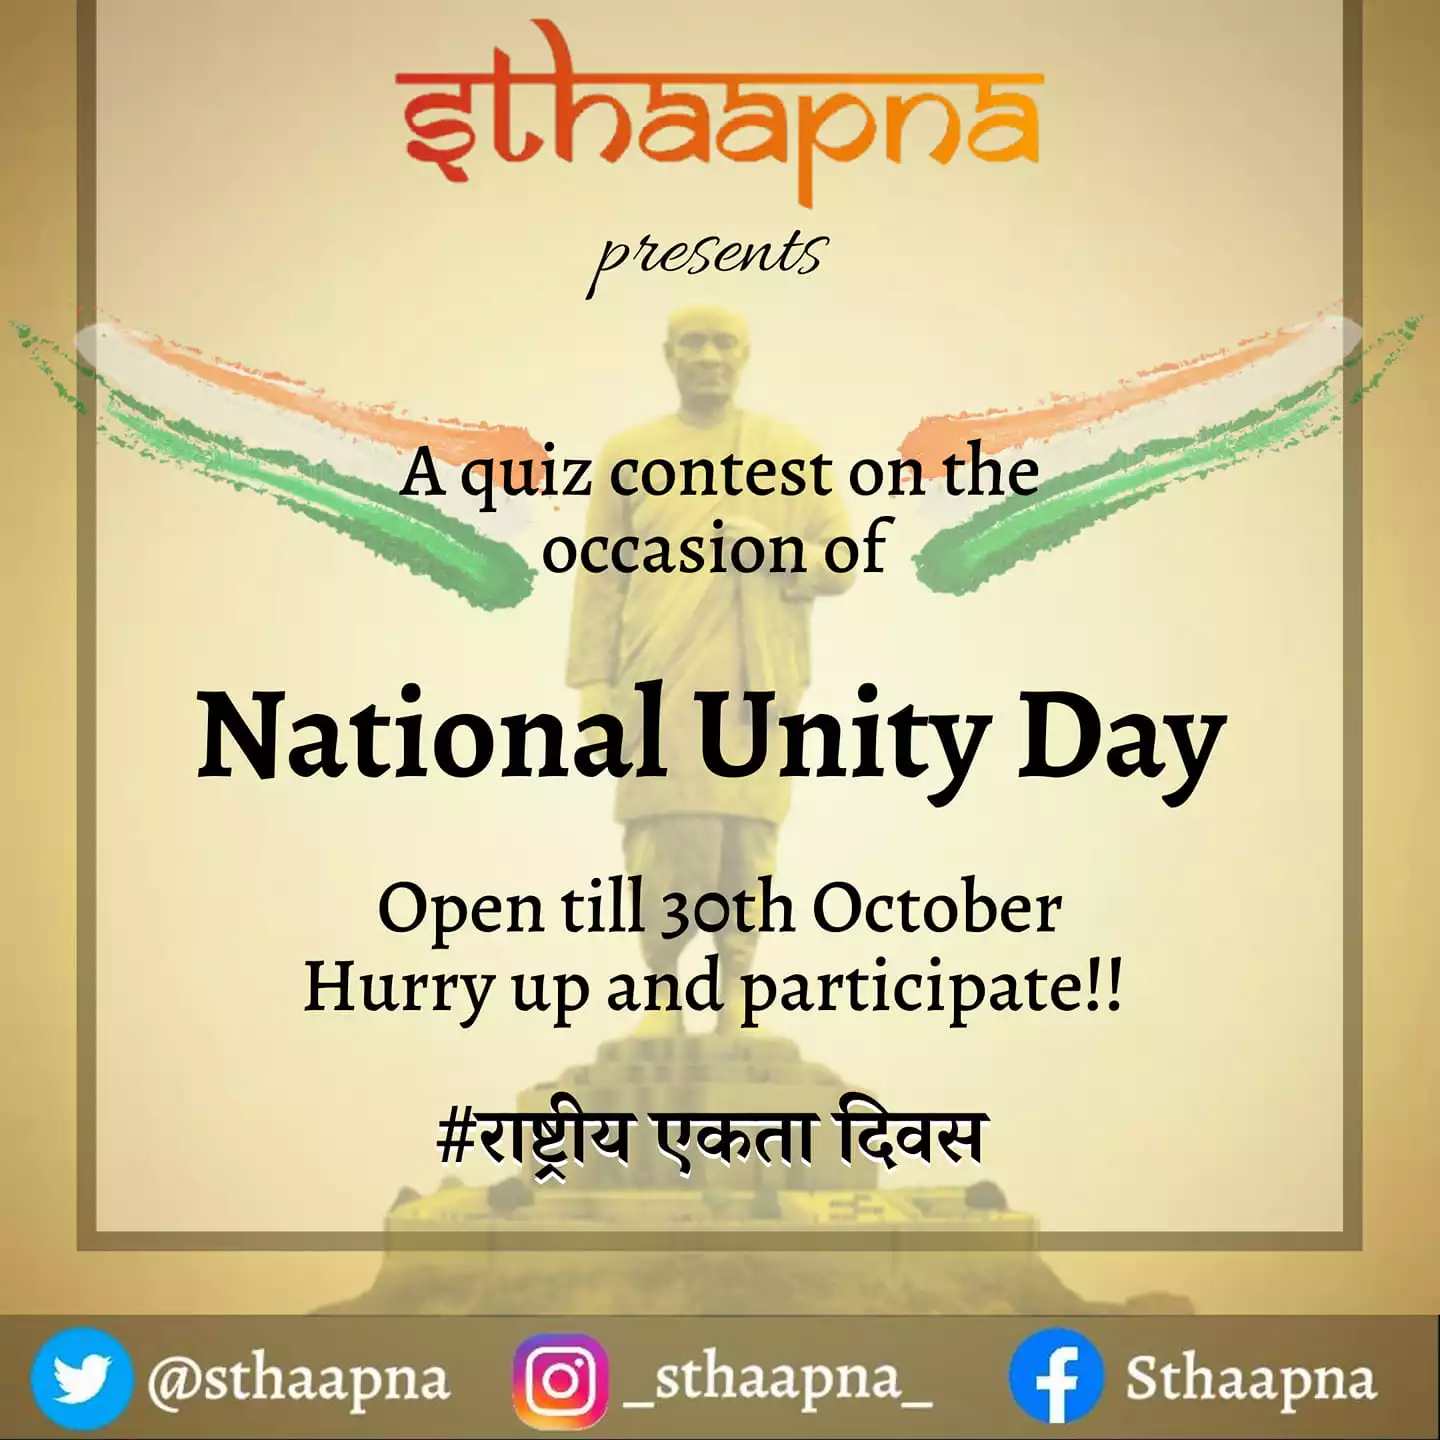 sthaapna
presents
A quiz contest on the
occasion of
National Unity Day
Open till 30th October
Hurry up and participate!!
#राष्ट्रीय एकता दिवस
@sthaapna
_sthaapna_
Sthaapna